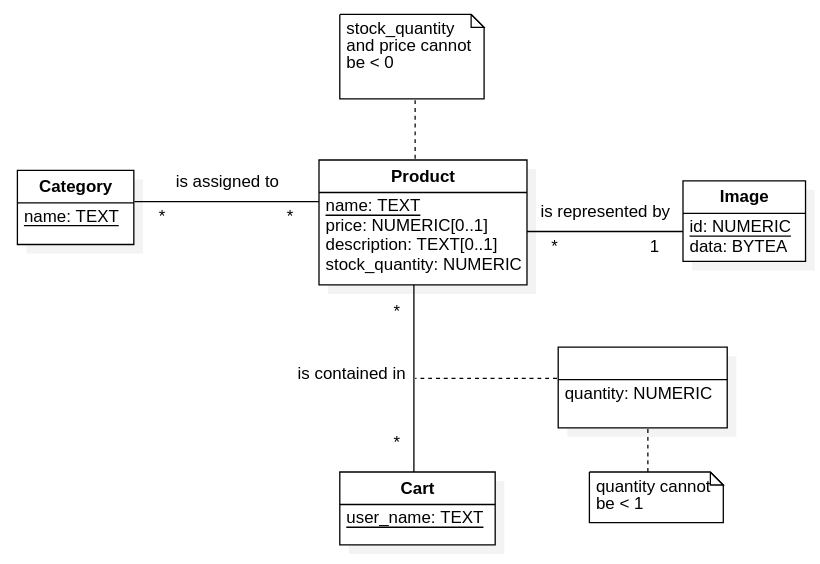 stock_quantity
and price cannot
be < 0
Category
name: TEXT
is assigned to
*
*
Product
name: TEXT
price: NUMERIC[0..1]
description: TEXT[0..1]
stock_quantity: NUMERIC
is represented by
*
1
Image
id: NUMERIC
data: BYTEA
*
is contained in
*
quantity: NUMERIC
quantity cannot
be < 1
Cart
user_name: TEXT